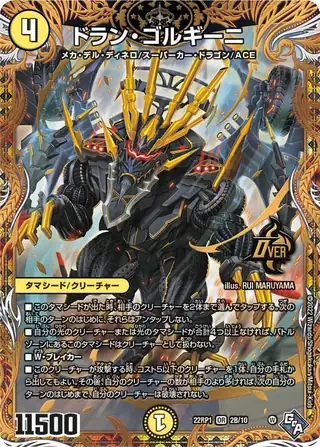 4
ドラン・ゴルギーニ
メカ・デル・ディネロ/スーパーカー・ドラゴン/ACE
OVER
illus. RUI MARUYAMA
タマシード/クリーチャー
■このタマシードが出た時、相手のクリーチャーを2体まで選んでタップする。次の
相手のターンのはじめに、それらはアンタップしない。
■自分の光のクリーチャーまたは光のタマシードが合計4つ以上なければ、バトル
ゾーンにあるこのタマシードはクリーチャーとして扱わない。
■W・ブレイカー
■このクリーチャーが攻撃する時、コスト5以下のクリーチャーを1体、自分の手札
から出してもよい。その後、自分のクリーチャーの数が相手のより多ければ、次の自分
のターンのはじめまで、自分のクリーチャーは破壊されない。
11500
1
22RP1 OR 2B/10
W